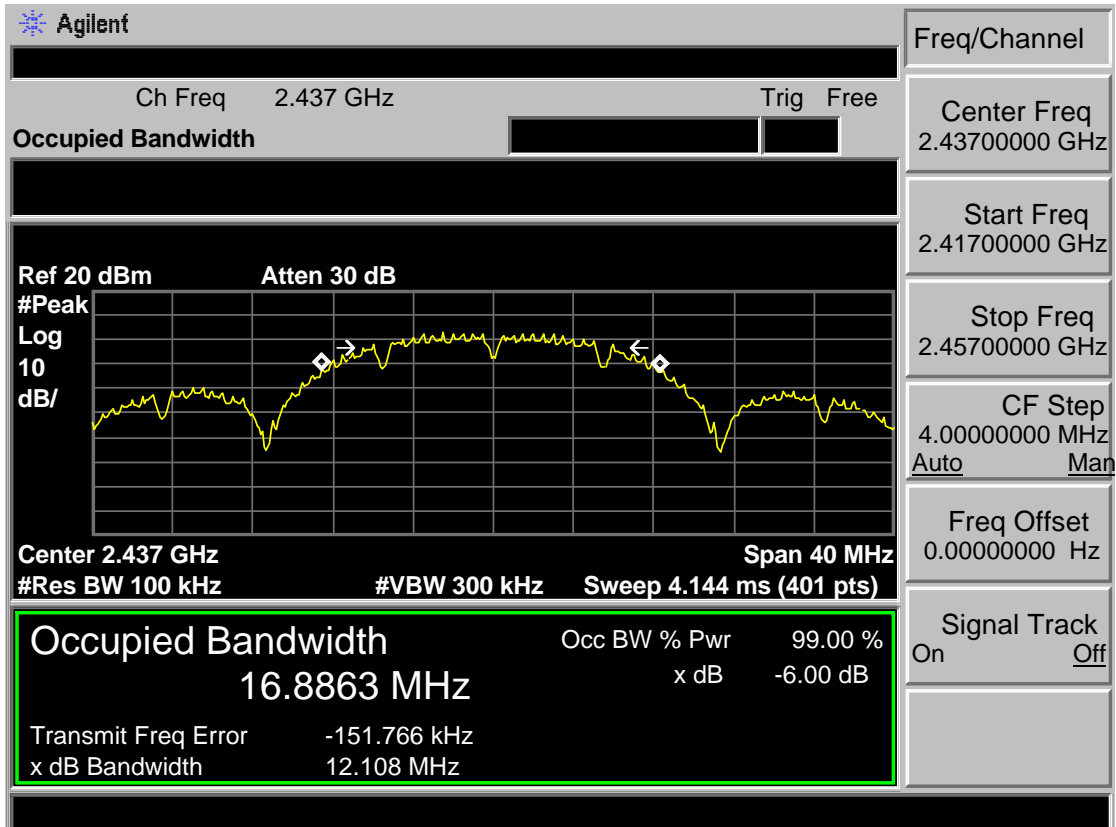 Agilent
Ch Freq 2.437 GHz Trig Free
Occupied Bandwidth
Ref 20 dBm Atten 30 dB
#Peak
Log
10
dB/
Center 2.437 GHz Span 40 MHz
#Res BW 100 kHz #VBW 300 kHz Sweep 4.144 ms (401 pts)
Occupied Bandwidth
16.8863 MHz
Occ BW % Pwr 99.00 %
x dB -6.00 dB
Transmit Freq Error -151.766 kHz
x dB Bandwidth 12.108 MHz
Freq/Channel
Center Freq
2.43700000 GHz
Start Freq
2.41700000 GHz
Stop Freq
2.45700000 GHz
CF Step
4.00000000 MHz
Auto Man
Freq Offset
0.00000000 Hz
Signal Track
On Off